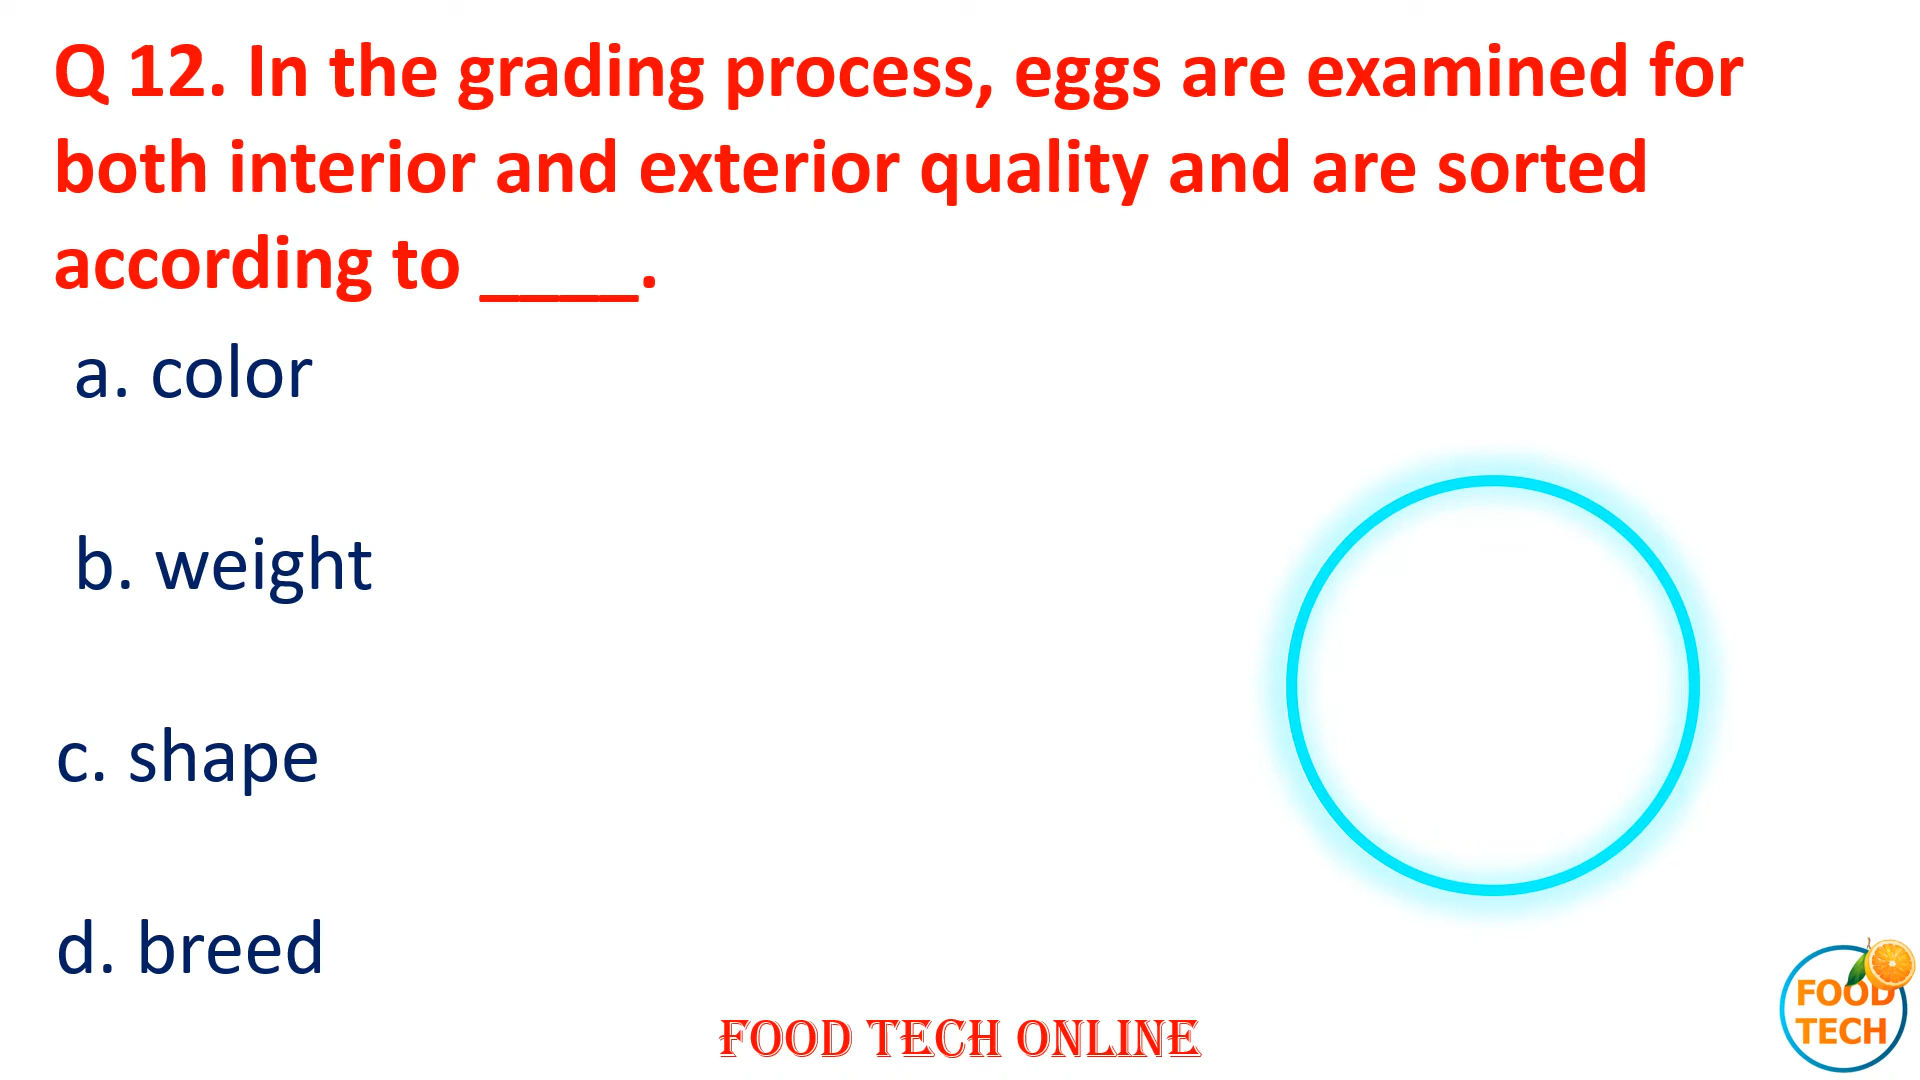 Q 12. In the grading process, eggs are examined for
both interior and exterior quality and are sorted
according to ____.
a. color
b. weight
c. shape
d. breed
FOOD TECH ONLINE
FOOD
TECH